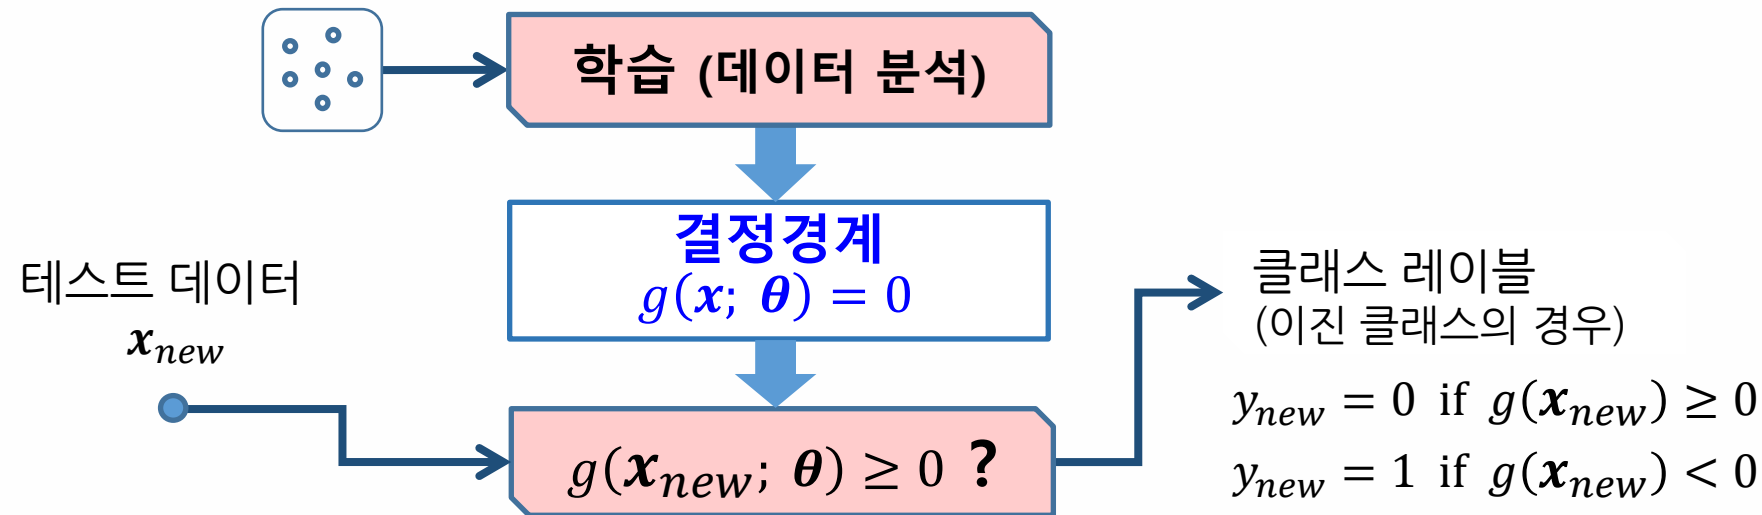 학습 (데이터 분석)
결정경계
g(x; θ) = 0
테스트 데이터
x_new
g(x_new; θ) ≥ 0 ?
클래스 레이블
(이진 클래스의 경우)
y_new = 0 if g(x_new) ≥ 0
y_new = 1 if g(x_new) < 0